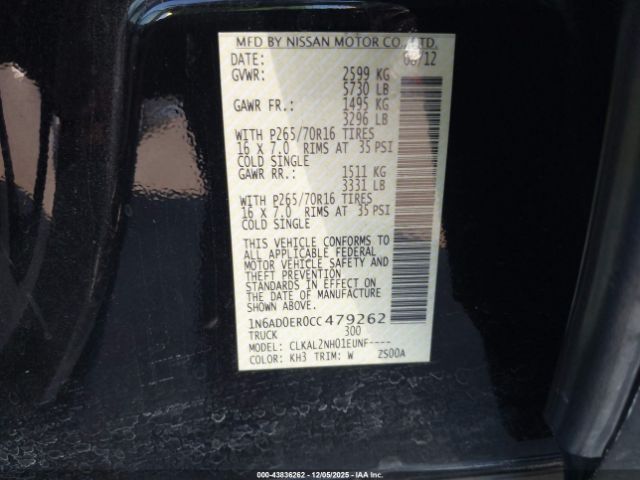 MFD BY NISSAN MOTOR CO., LTD.
DATE: 08/12
GVWR: 2599 KG
5730 LB
GAWR FR.: 1495 KG
3296 LB
WITH P265/70R16 TIRES
16 X 7.0 RIMS AT 35 PSI
COLD SINGLE
GAWR RR.: 1511 KG
3331 LB
WITH P265/70R16 TIRES
16 X 7.0 RIMS AT 35 PSI
COLD SINGLE
THIS VEHICLE CONFORMS TO
ALL APPLICABLE FEDERAL
MOTOR VEHICLE SAFETY AND
THEFT PREVENTION
STANDARDS IN EFFECT ON
THE DATE OF MANUFACTURE
SHOWN ABOVE.
1N6AD0ER0CC479262
TRUCK 300
MODEL: CLKAL2NH01EUNF----
COLOR: KH3 TRIM: W ZS00A
000-43836262 - 12/05/2025 - IAA Inc.